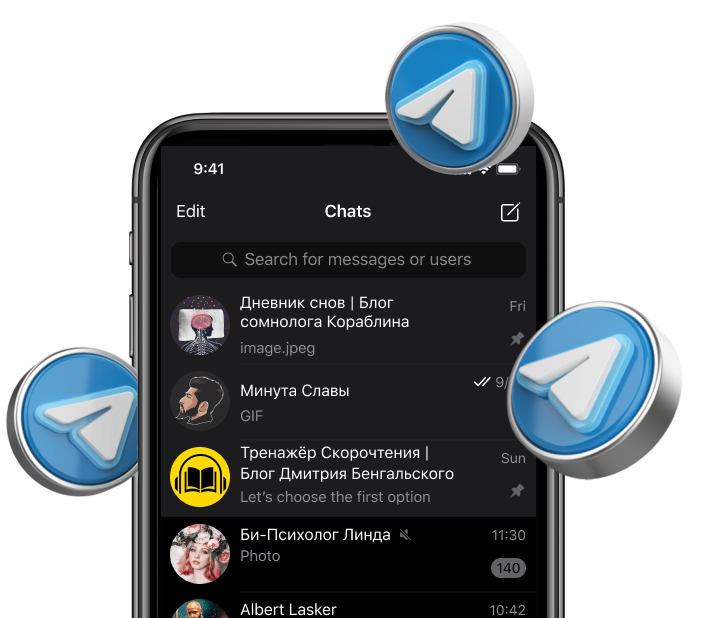 9:41
Edit
Chats
Search for messages or users
Дневник снов | Блог
сомнолога Кораблина
Fri
image.jpeg
Минута Славы
9/
GIF
Тренажёр Скорочтения |
Блог Дмитрия Бенгальского
Sun
Let's choose the first option
Би-Психолог Линда
11:30
Photo
140
Albert Lasker
10:42